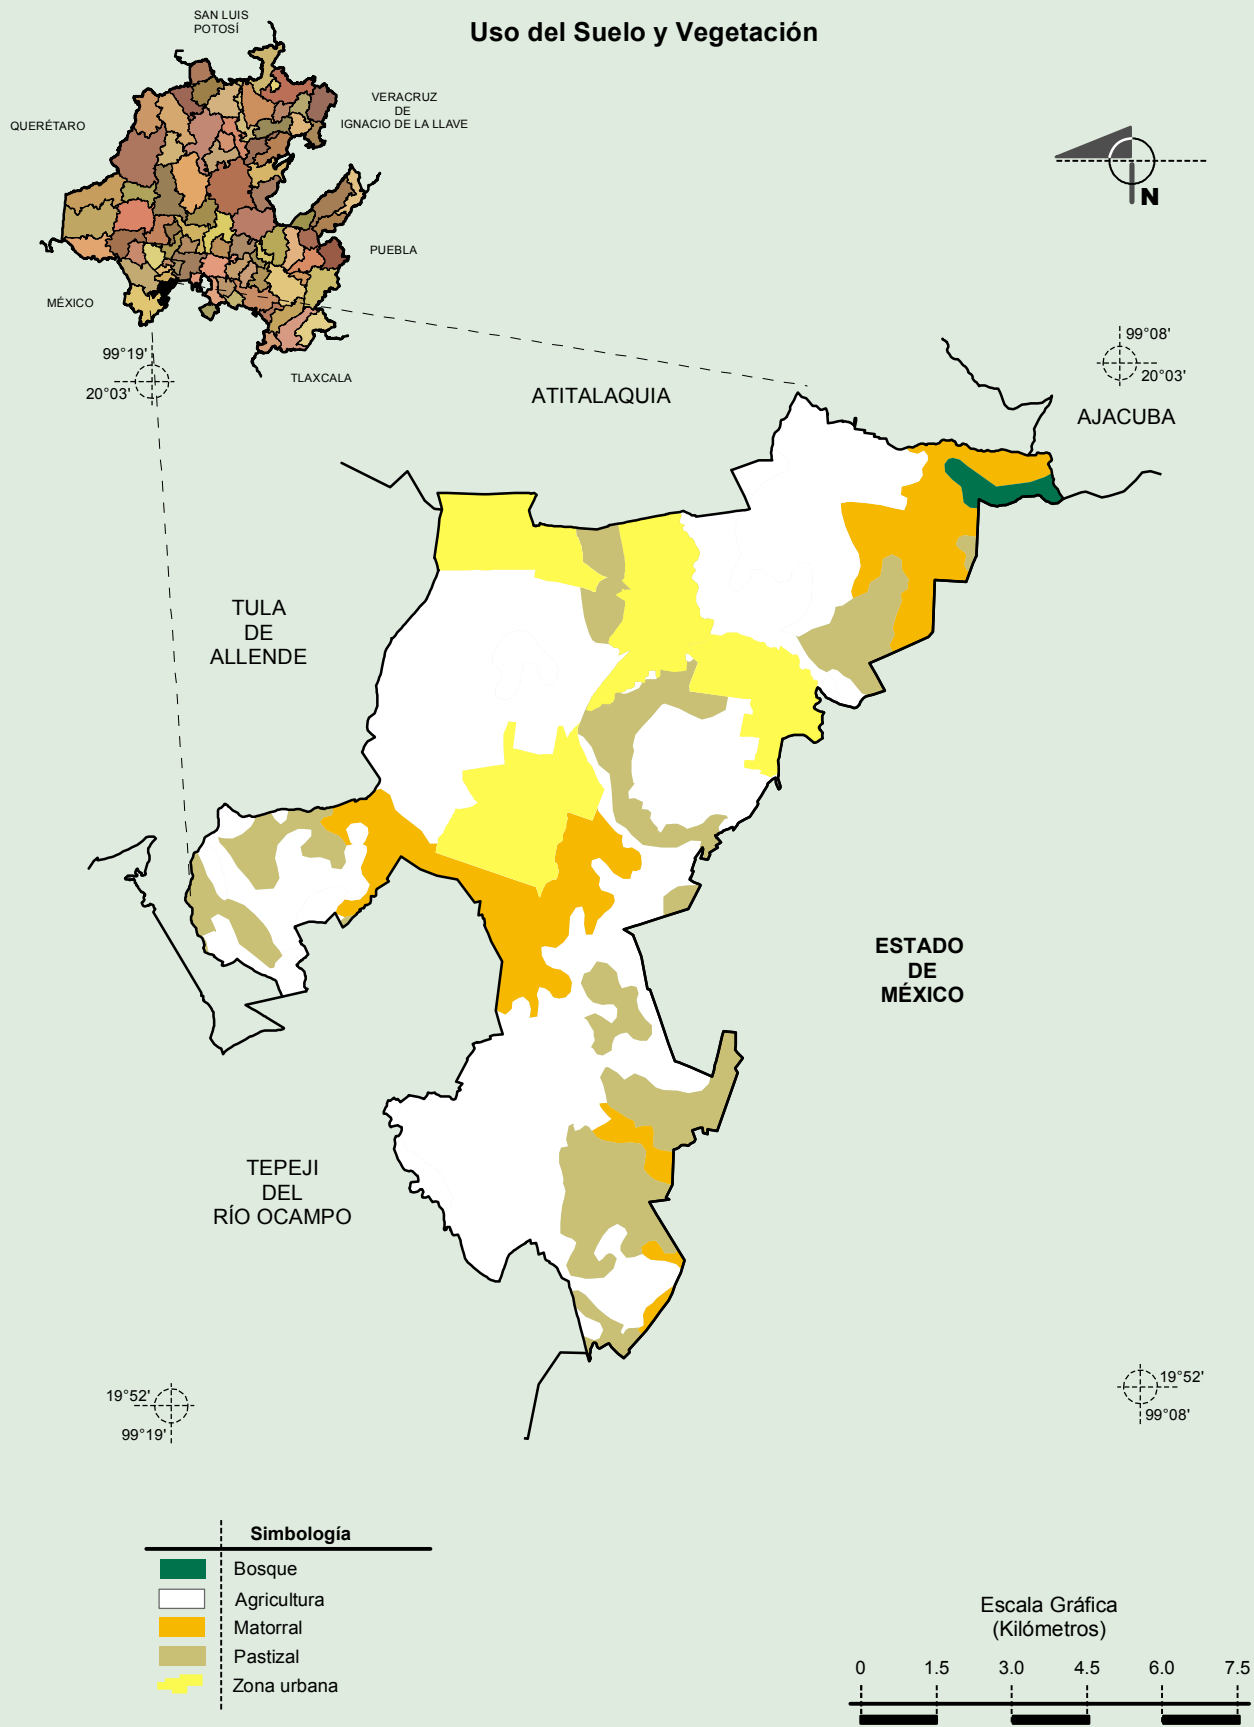 Uso del Suelo y Vegetación
SAN LUIS
POTOSÍ
QUERÉTARO
VERACRUZ
DE
IGNACIO DE LA LLAVE
PUEBLA
MÉXICO
TLAXCALA
N
99°19'
20°03'
99°08'
20°03'
ATITALAQUIA
AJACUBA
TULA
DE
ALLENDE
ESTADO
DE
MÉXICO
TEPEJI
DEL
RÍO OCAMPO
19°52'
99°19'
19°52'
99°08'
Simbología
Bosque
Agricultura
Matorral
Pastizal
Zona urbana
Escala Gráfica
(Kilómetros)
0 1.5 3.0 4.5 6.0 7.5